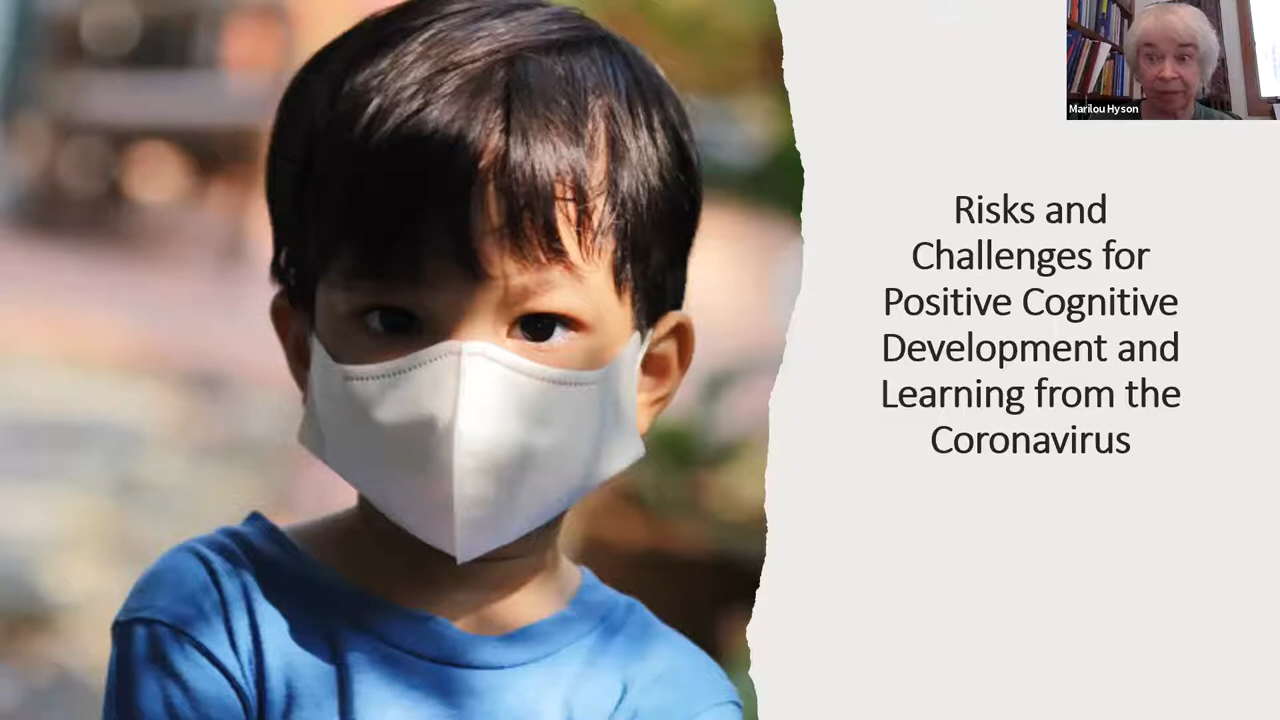 Marilou Hyson
Risks and
Challenges for
Positive Cognitive
Development and
Learning from the
Coronavirus